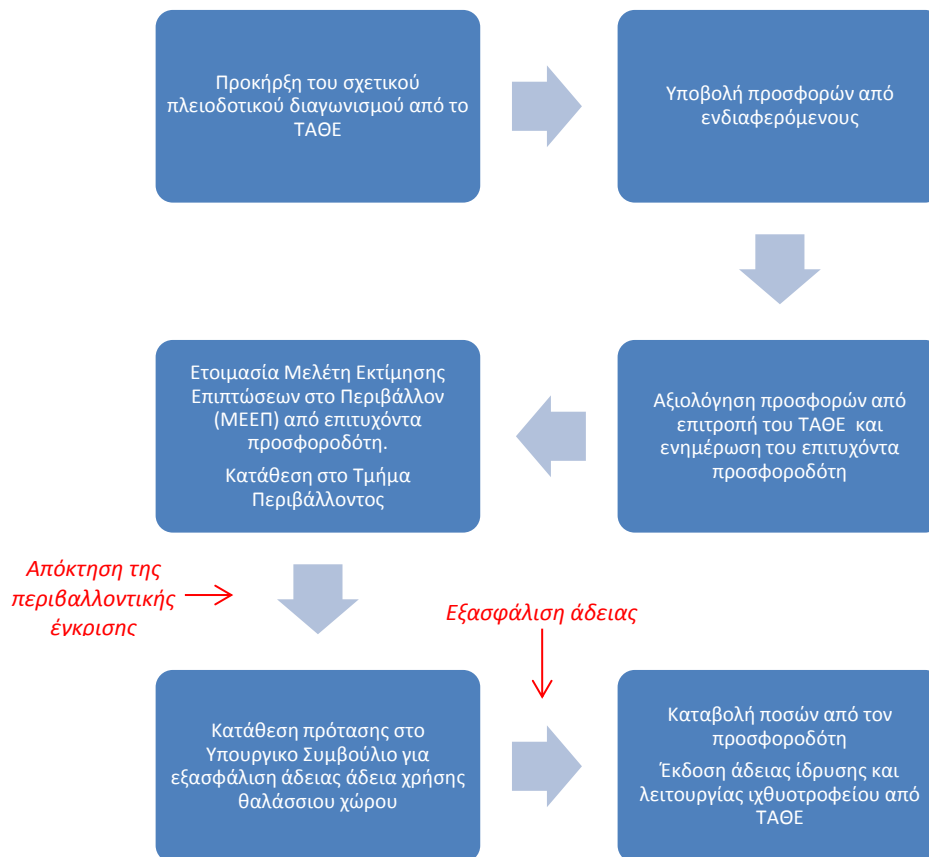 Προκήρξη του σχετικού
πλειοδοτικού διαγωνισμού από το
ΤΑΘΕ
Υποβολή προσφορών από
ενδιαφερόμενους
Αξιολόγηση προσφορών από
επιτροπή του ΤΑΘΕ και
ενημέρωση του επιτυχόντα
προσφοροδότη
Ετοιμασία Μελέτη Εκτίμησης
Επιπτώσεων στο Περιβάλλον
(ΜΕΕΠ) από επιτυχόντα
προσφοροδότη.
Κατάθεση στο Τμήμα
Περιβάλλοντος
Απόκτηση της
περιβαλλοντικής
έγκρισης
Κατάθεση πρότασης στο
Υπουργικο Συμβούλιο για
εξασφάλιση άδειας άδεια χρήσης
θαλάσσιου χώρου
Εξασφάλιση άδειας
Καταβολή ποσών από τον
προσφοροδότη
Έκδοση άδειας ίδρυσης και
λειτουργίας ιχθυοτροφείου από
ΤΑΘΕ